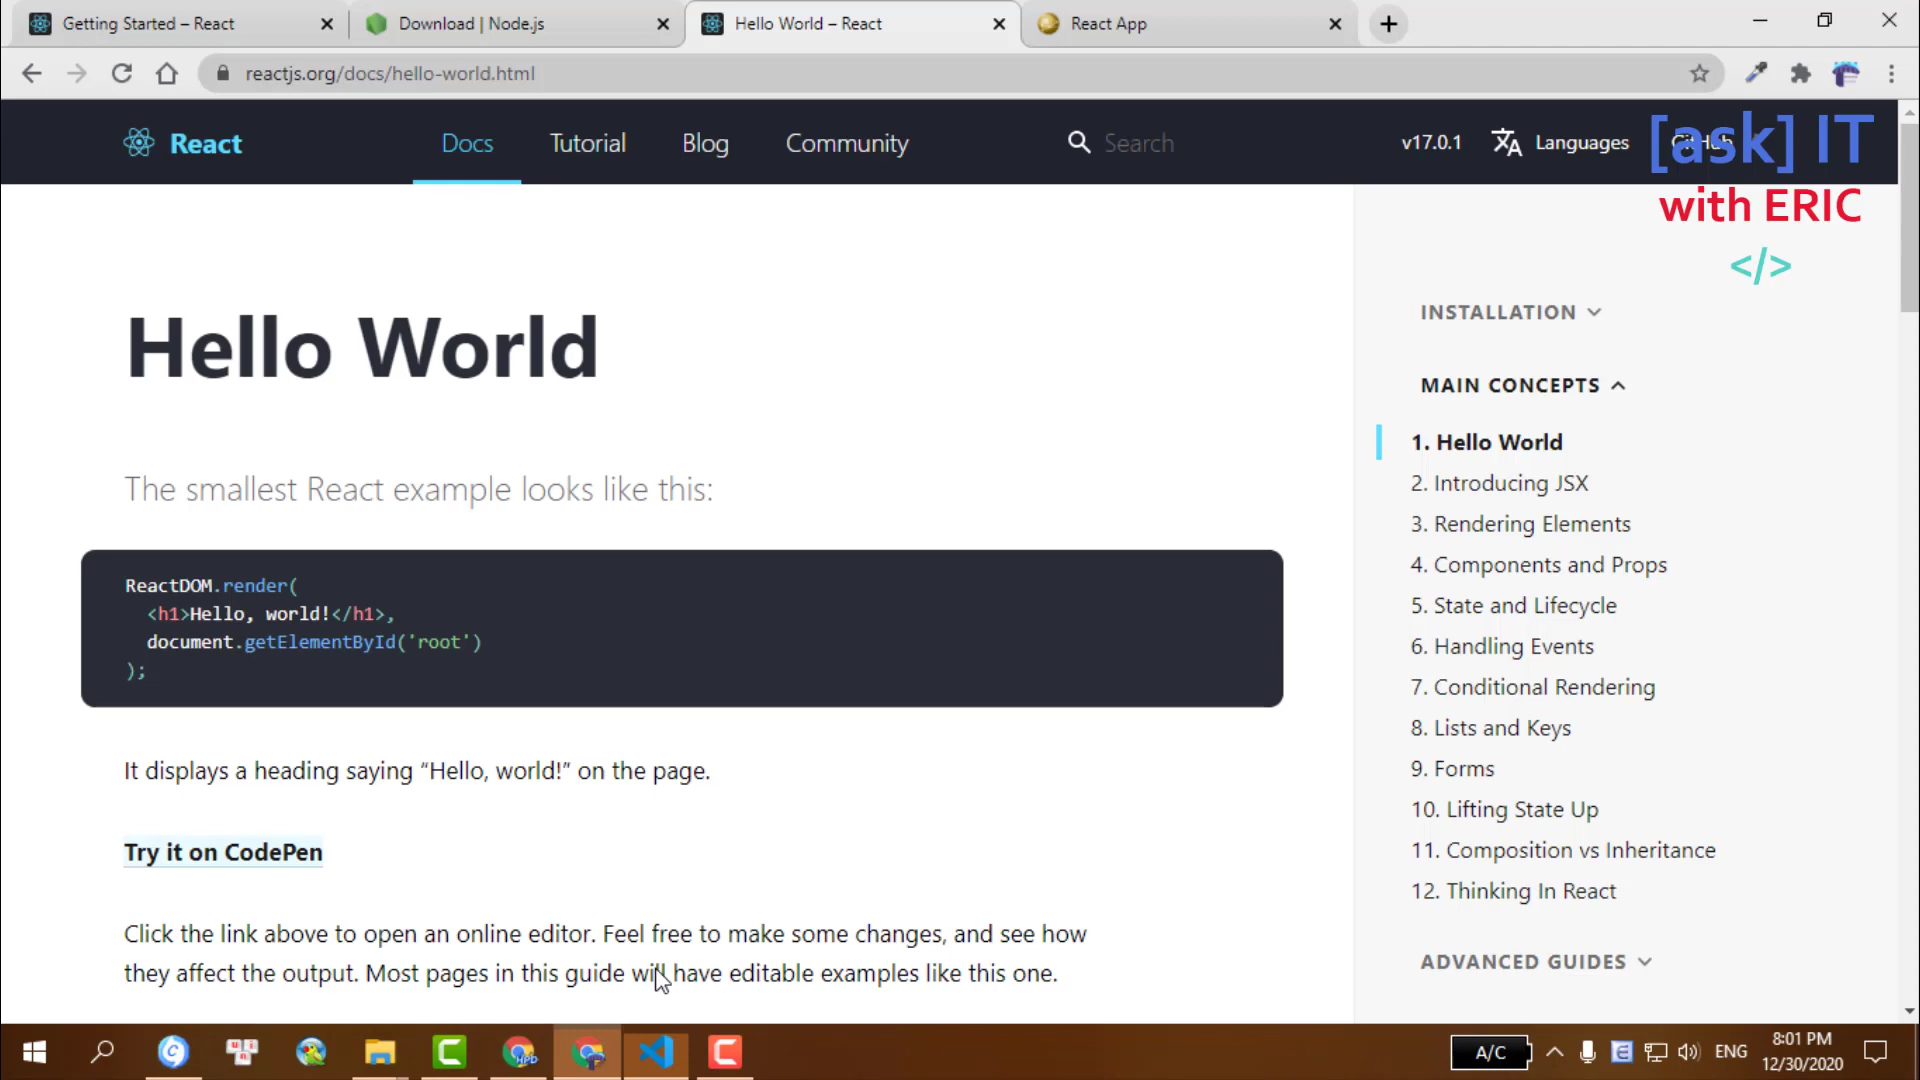 Getting Started – React
Download | Node.js
Hello World – React
React App
reactjs.org/docs/hello-world.html
React
Docs
Tutorial
Blog
Community
Search
v17.0.1
Languages
GitHub
[ask] IT
with ERIC
</>
Hello World
The smallest React example looks like this:
ReactDOM.render(
<h1>Hello, world!</h1>,
document.getElementById('root')
);
It displays a heading saying “Hello, world!” on the page.
Try it on CodePen
Click the link above to open an online editor. Feel free to make some changes, and see how
they affect the output. Most pages in this guide will have editable examples like this one.
INSTALLATION
MAIN CONCEPTS
1. Hello World
2. Introducing JSX
3. Rendering Elements
4. Components and Props
5. State and Lifecycle
6. Handling Events
7. Conditional Rendering
8. Lists and Keys
9. Forms
10. Lifting State Up
11. Composition vs Inheritance
12. Thinking In React
ADVANCED GUIDES
A/C
ENG
8:01 PM
12/30/2020